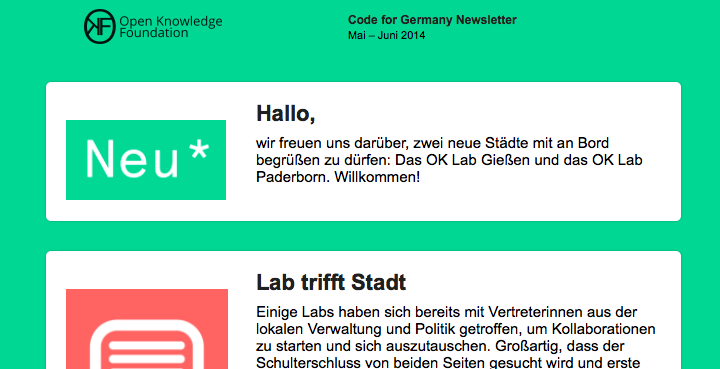 Open Knowledge
Foundation
Code for Germany Newsletter
Mai – Juni 2014
Neu*
Hallo,
wir freuen uns darüber, zwei neue Städte mit an Bord
begrüßen zu dürfen: Das OK Lab Gießen und das OK Lab
Paderborn. Willkommen!
Lab trifft Stadt
Einige Labs haben sich bereits mit Vertreterinnen aus der
lokalen Verwaltung und Politik getroffen, um Kollaborationen
zu starten und sich auszutauschen. Großartig, dass der
Schulterschluss von beiden Seiten gesucht wird und erste